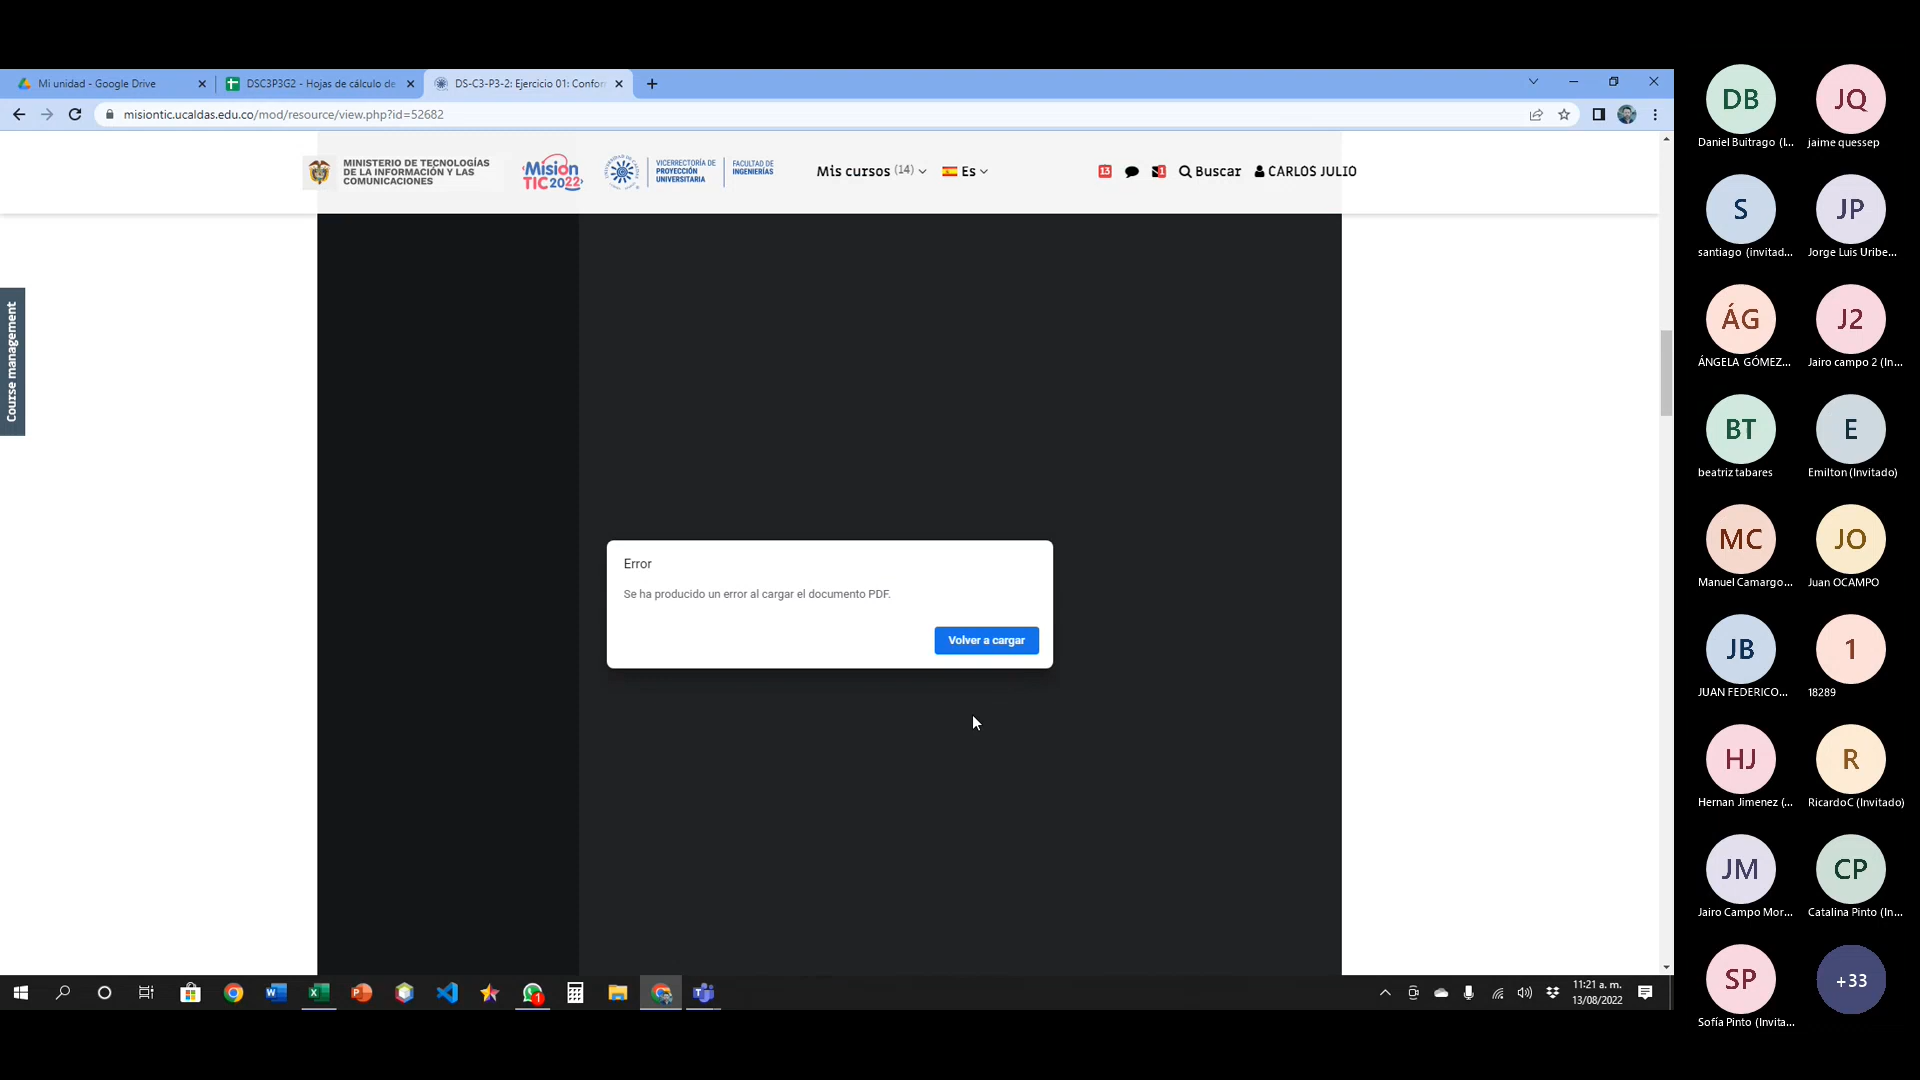 Mi unidad - Google Drive
DSC3P3G2 - Hojas de cálculo de
DS-C3-P3-2: Ejercicio 01: Confor
misiontic.ucaldas.edu.co/mod/resource/view.php?id=52682
MINISTERIO DE TECNOLOGÍAS
DE LA INFORMACIÓN Y LAS
COMUNICACIONES
Misión
TIC 2022
VICERRECTORÍA DE
PROYECCIÓN
UNIVERSITARIA
FACULTAD DE
INGENIERÍAS
Mis cursos (14)
Es
13
1
Buscar
CARLOS JULIO
Course management
Error
Se ha producido un error al cargar el documento PDF.
Volver a cargar
11:21 a. m.
13/08/2022
DB
Daniel Buitrago (I...
JQ
jaime quessep
S
santiago (invitad...
JP
Jorge Luis Uribe...
ÁG
ÁNGELA GÓMEZ...
J2
Jairo campo 2 (In...
BT
beatriz tabares
E
Emilton (Invitado)
MC
Manuel Camargo...
JO
Juan OCAMPO
JB
JUAN FEDERICO...
1
18289
HJ
Hernan Jimenez (...
R
RicardoC (Invitado)
JM
Jairo Campo Mor...
CP
Catalina Pinto (In...
SP
Sofía Pinto (Invita...
+33